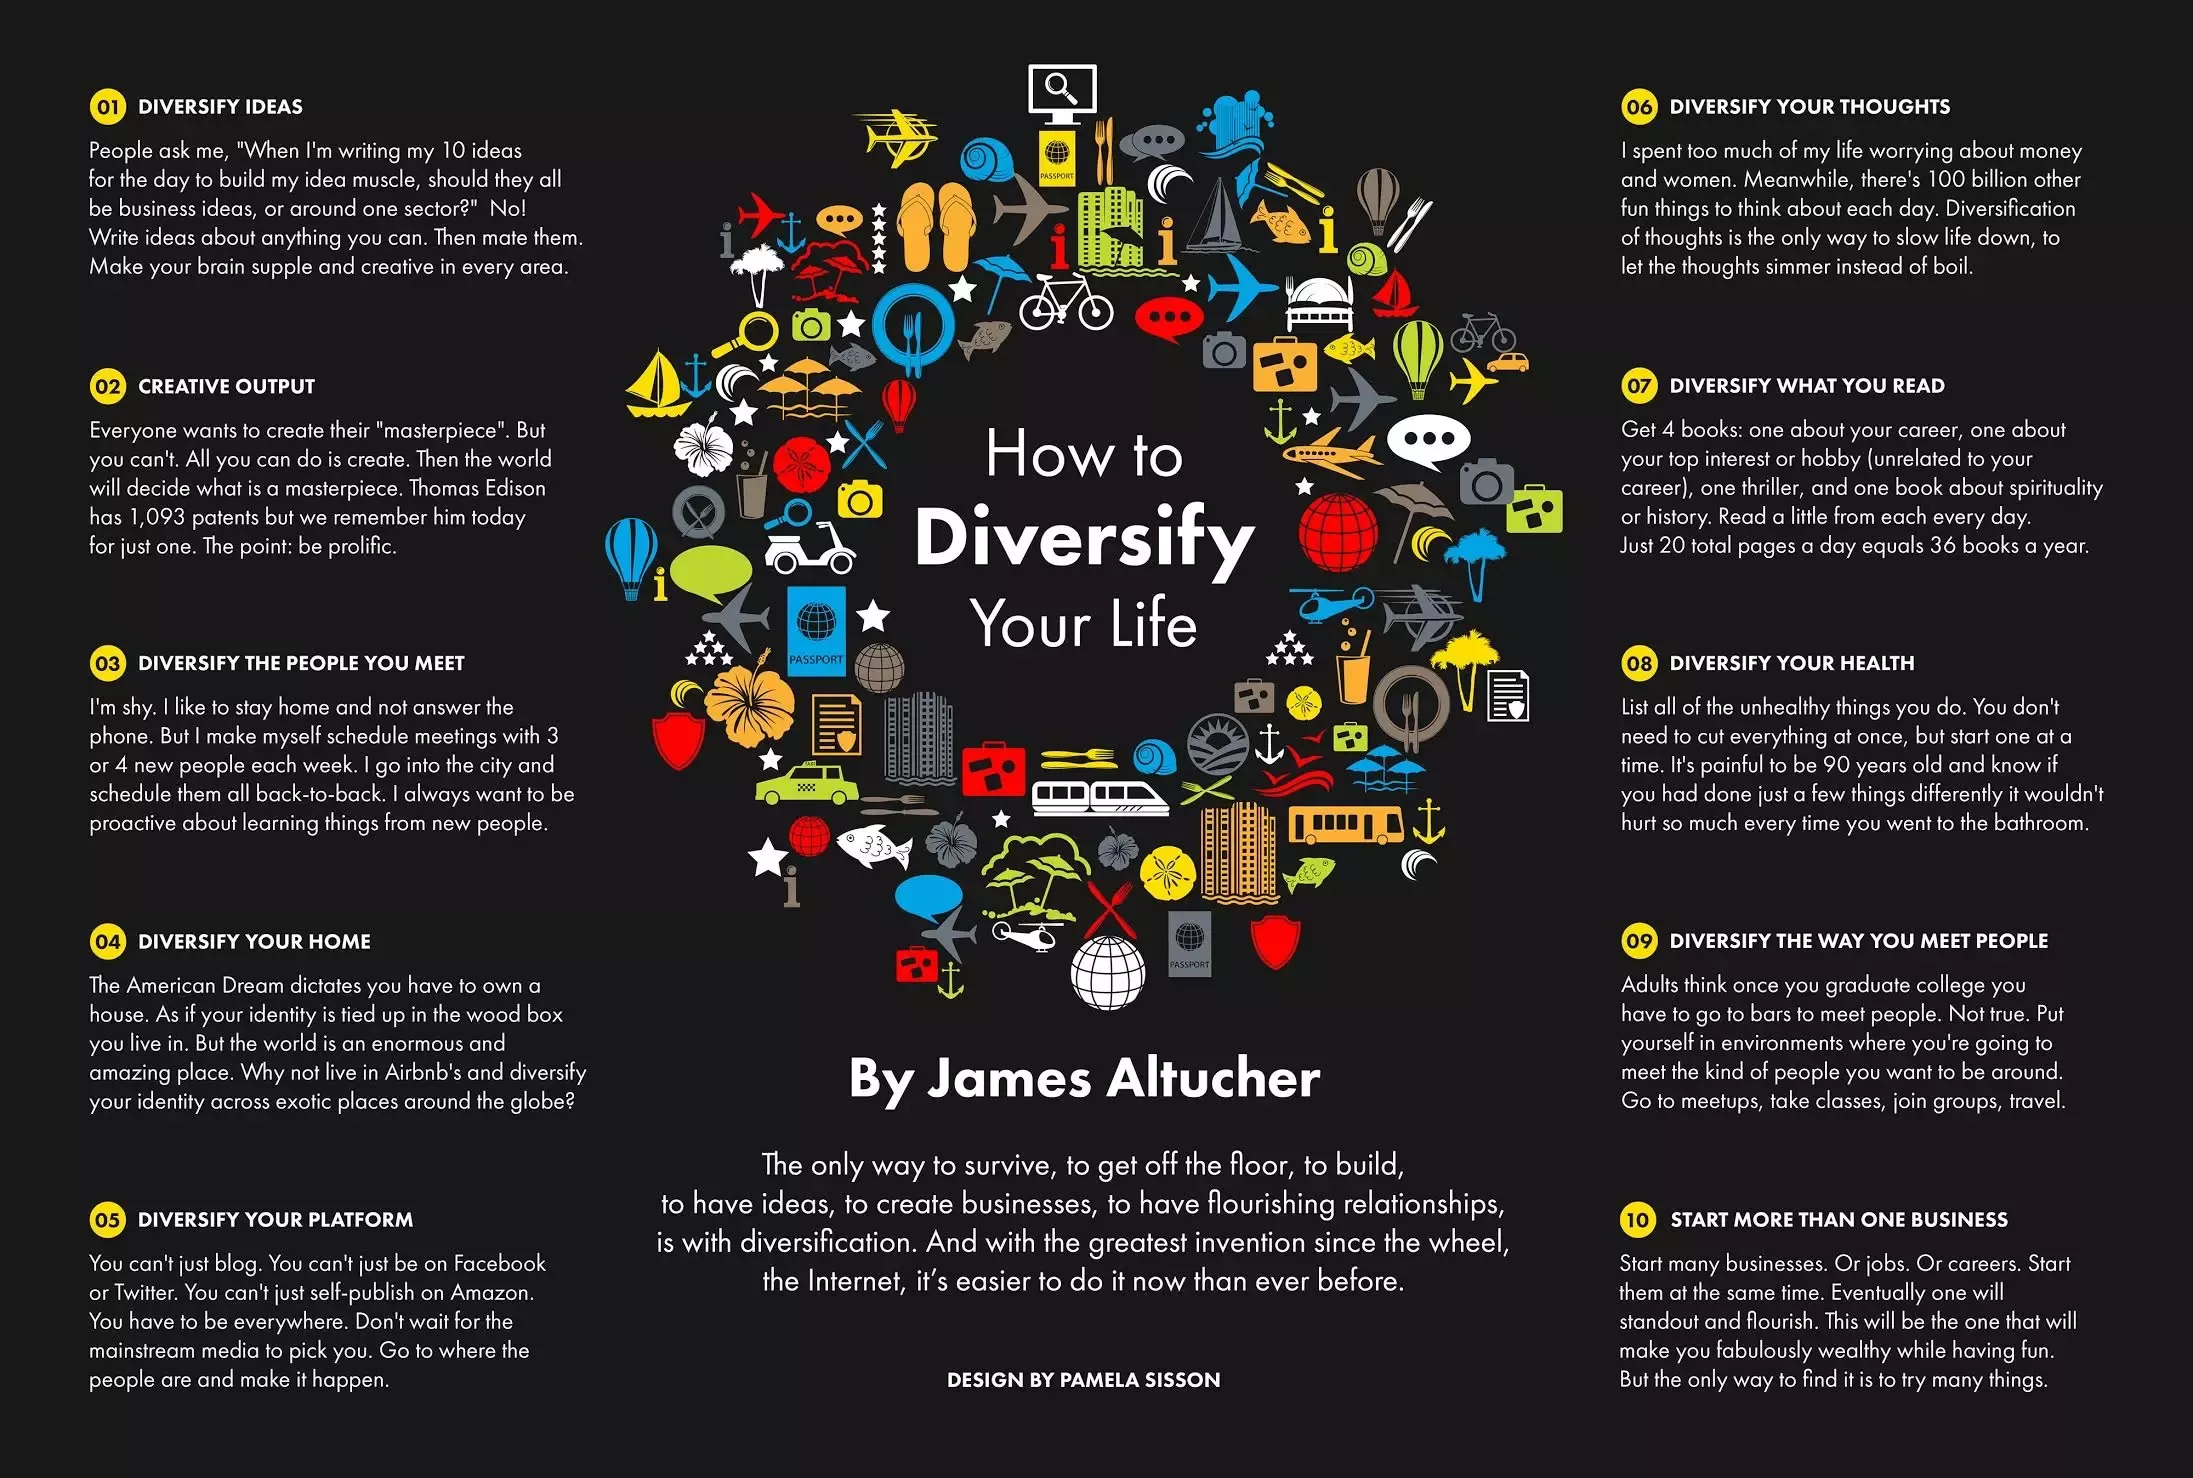 01 DIVERSIFY IDEAS
People ask me, "When I'm writing my 10 ideas
for the day to build my idea muscle, should they all
be business ideas, or around one sector?"  No!
Write ideas about anything you can. Then mate them.
Make your brain supple and creative in every area.
02 CREATIVE OUTPUT
Everyone wants to create their "masterpiece". But
you can't. All you can do is create. Then the world
will decide what is a masterpiece. Thomas Edison
has 1,093 patents but we remember him today
for just one. The point: be prolific.
03 DIVERSIFY THE PEOPLE YOU MEET
I'm shy. I like to stay home and not answer the
phone. But I make myself schedule meetings with 3
or 4 new people each week. I go into the city and
schedule them all back-to-back. I always want to be
proactive about learning things from new people.
04 DIVERSIFY YOUR HOME
The American Dream dictates you have to own a
house. As if your identity is tied up in the wood box
you live in. But the world is an enormous and
amazing place. Why not live in Airbnb's and diversify
your identity across exotic places around the globe?
05 DIVERSIFY YOUR PLATFORM
You can't just blog. You can't just be on Facebook
or Twitter. You can't just self-publish on Amazon.
You have to be everywhere. Don't wait for the
mainstream media to pick you. Go to where the
people are and make it happen.
PASSPORT
How to
Diversify
Your Life
PASSPORT
TAXI
PASSPORT
By James Altucher
The only way to survive, to get off the floor, to build,
to have ideas, to create businesses, to have flourishing relationships,
is with diversification. And with the greatest invention since the wheel,
the Internet, it's easier to do it now than ever before.
DESIGN BY PAMELA SISSON
06 DIVERSIFY YOUR THOUGHTS
I spent too much of my life worrying about money
and women. Meanwhile, there's 100 billion other
fun things to think about each day. Diversification
of thoughts is the only way to slow life down, to
let the thoughts simmer instead of boil.
07 DIVERSIFY WHAT YOU READ
Get 4 books: one about your career, one about
your top interest or hobby (unrelated to your
career), one thriller, and one book about spirituality
or history. Read a little from each every day.
Just 20 total pages a day equals 36 books a year.
08 DIVERSIFY YOUR HEALTH
List all of the unhealthy things you do. You don't
need to cut everything at once, but start one at a
time. It's painful to be 90 years old and know if
you had done just a few things differently it wouldn't
hurt so much every time you went to the bathroom.
09 DIVERSIFY THE WAY YOU MEET PEOPLE
Adults think once you graduate college you
have to go to bars to meet people. Not true. Put
yourself in environments where you're going to
meet the kind of people you want to be around.
Go to meetups, take classes, join groups, travel.
10 START MORE THAN ONE BUSINESS
Start many businesses. Or jobs. Or careers. Start
them at the same time. Eventually one will
standout and flourish. This will be the one that will
make you fabulously wealthy while having fun.
But the only way to find it is to try many things.